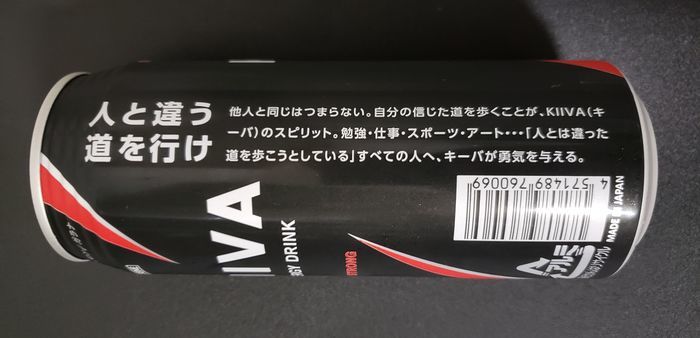 人と違う
道を行け
他人と同じはつまらない。自分の信じた道を歩くことが、KIIVA(キ
ーバ)のスピリット。勉強・仕事・スポーツ・アート・・・「人とは違った
道を歩こうとしている」すべての人へ、キーバが勇気を与える。
IIVA
GY DRINK
STRONG
4 571489 760069
MADE IN JAPAN
アルミ